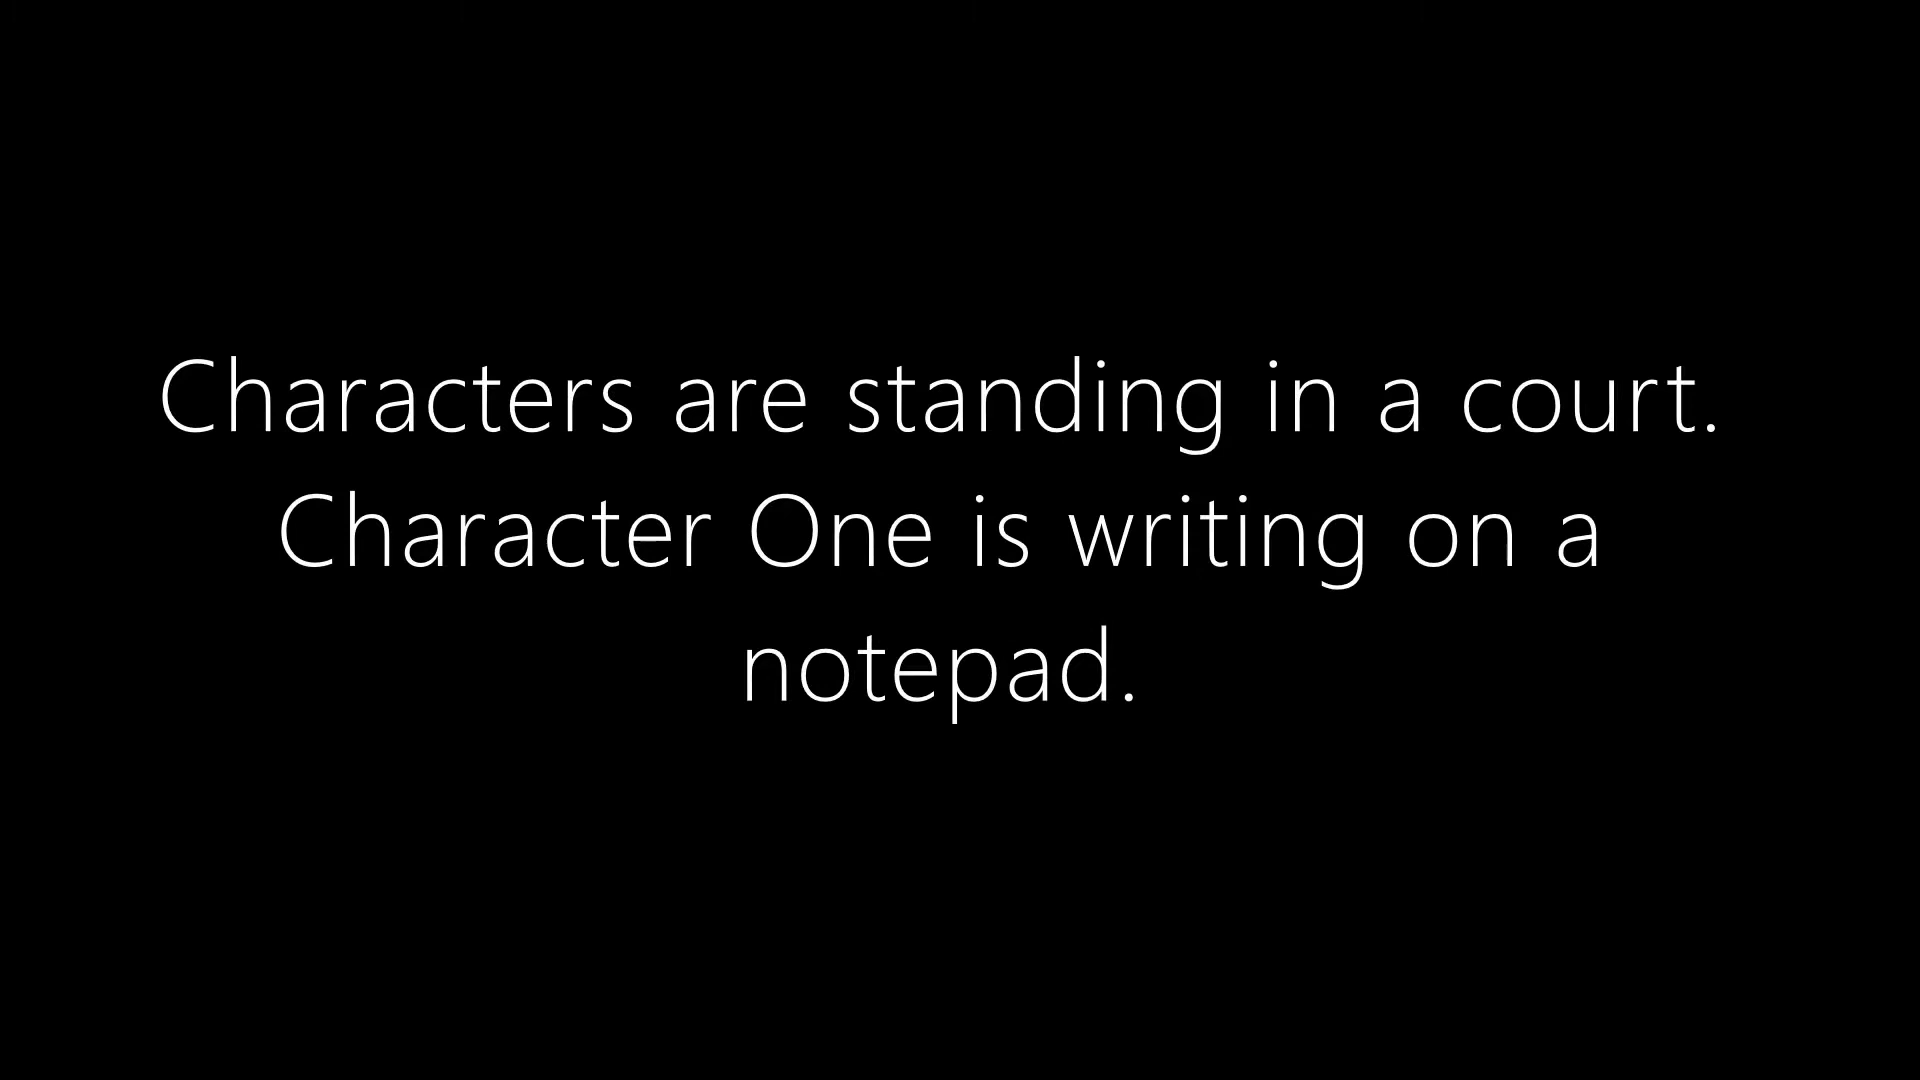 Characters are standing in a court.
Character One is writing on a
notepad.